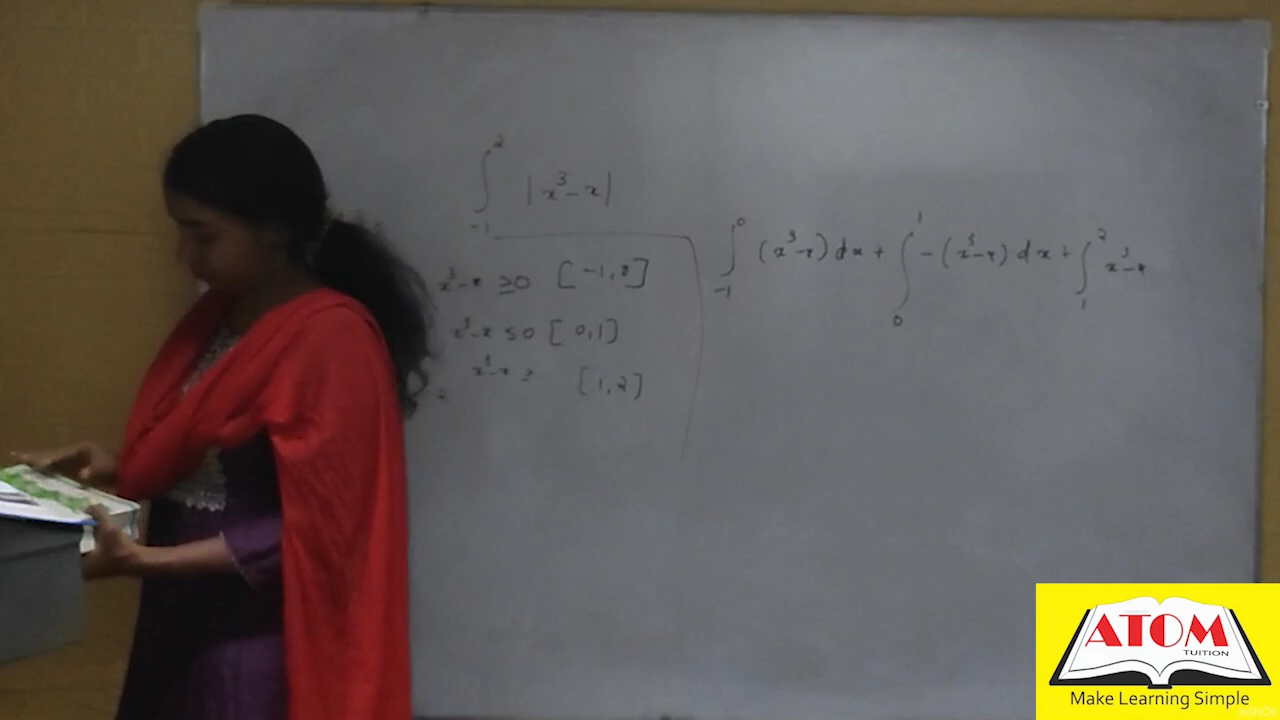 ∫₋₁² |x³-x|
x³-x ≥0 [-1,0]
x³-x ≤0 [0,1]
x³-x ≥ [1,2]
∫₋₁⁰ (x³-x) dx + ∫₀¹ -(x³-x) dx + ∫₁² x³-x
ATOM
TUITION
Make Learning Simple